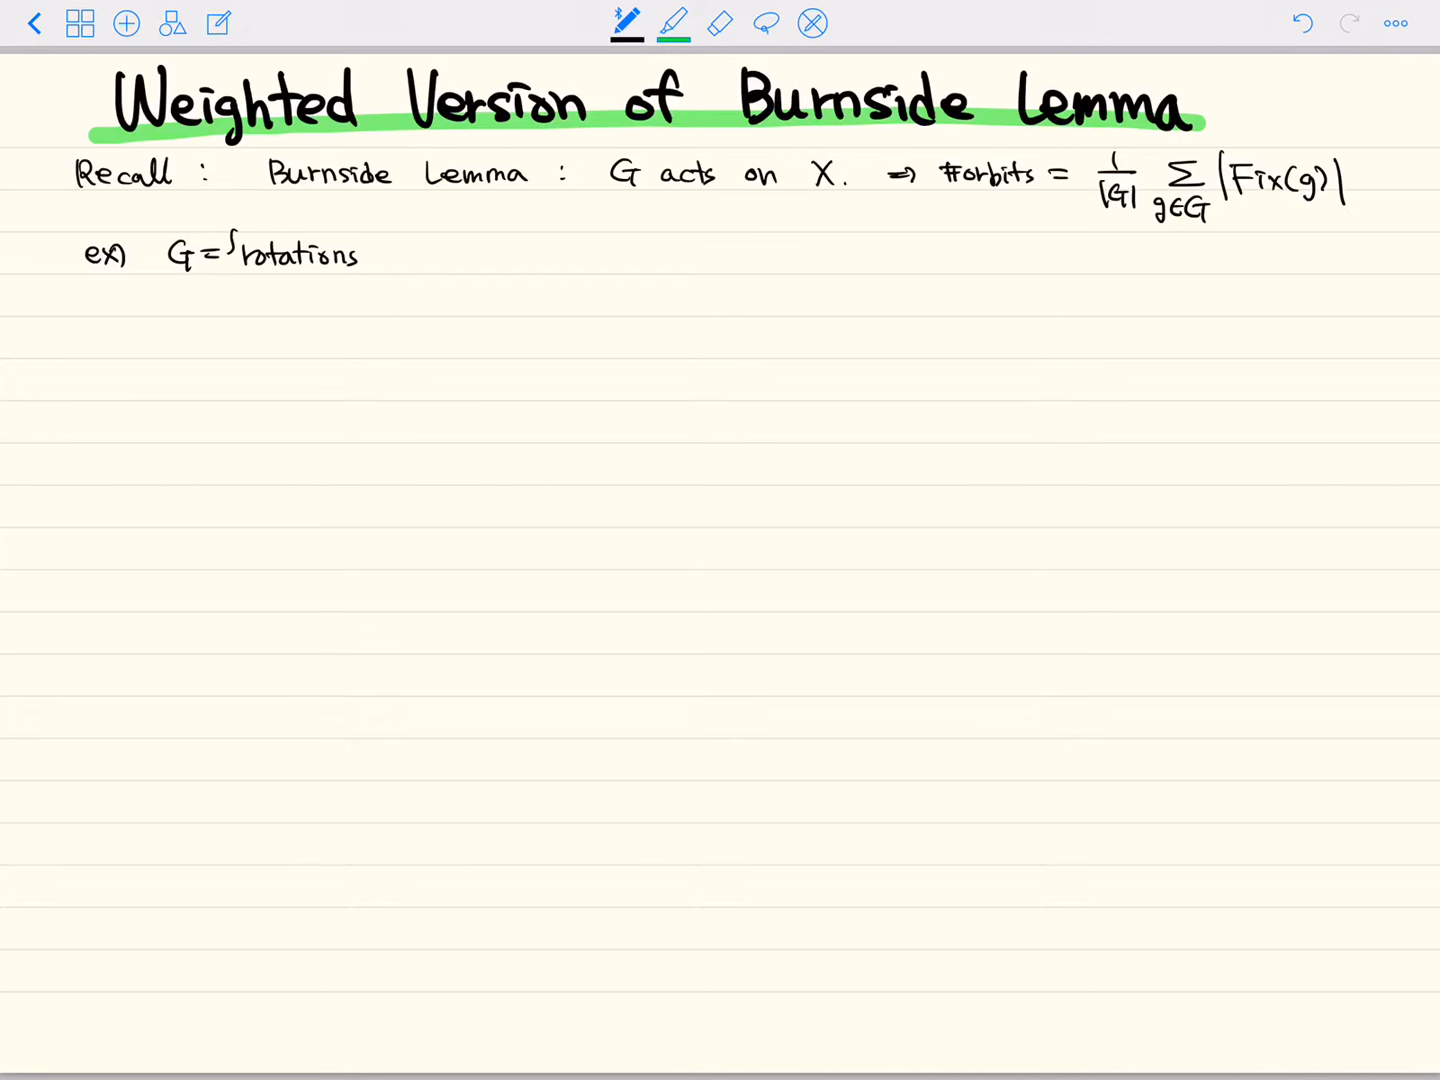 Weighted Version of Burnside Lemma
Recall : Burnside Lemma : G acts on X. ⇒ #orbits = 1/|G| Σ_{g∈G} |Fix(g)|
ex) G = { rotations